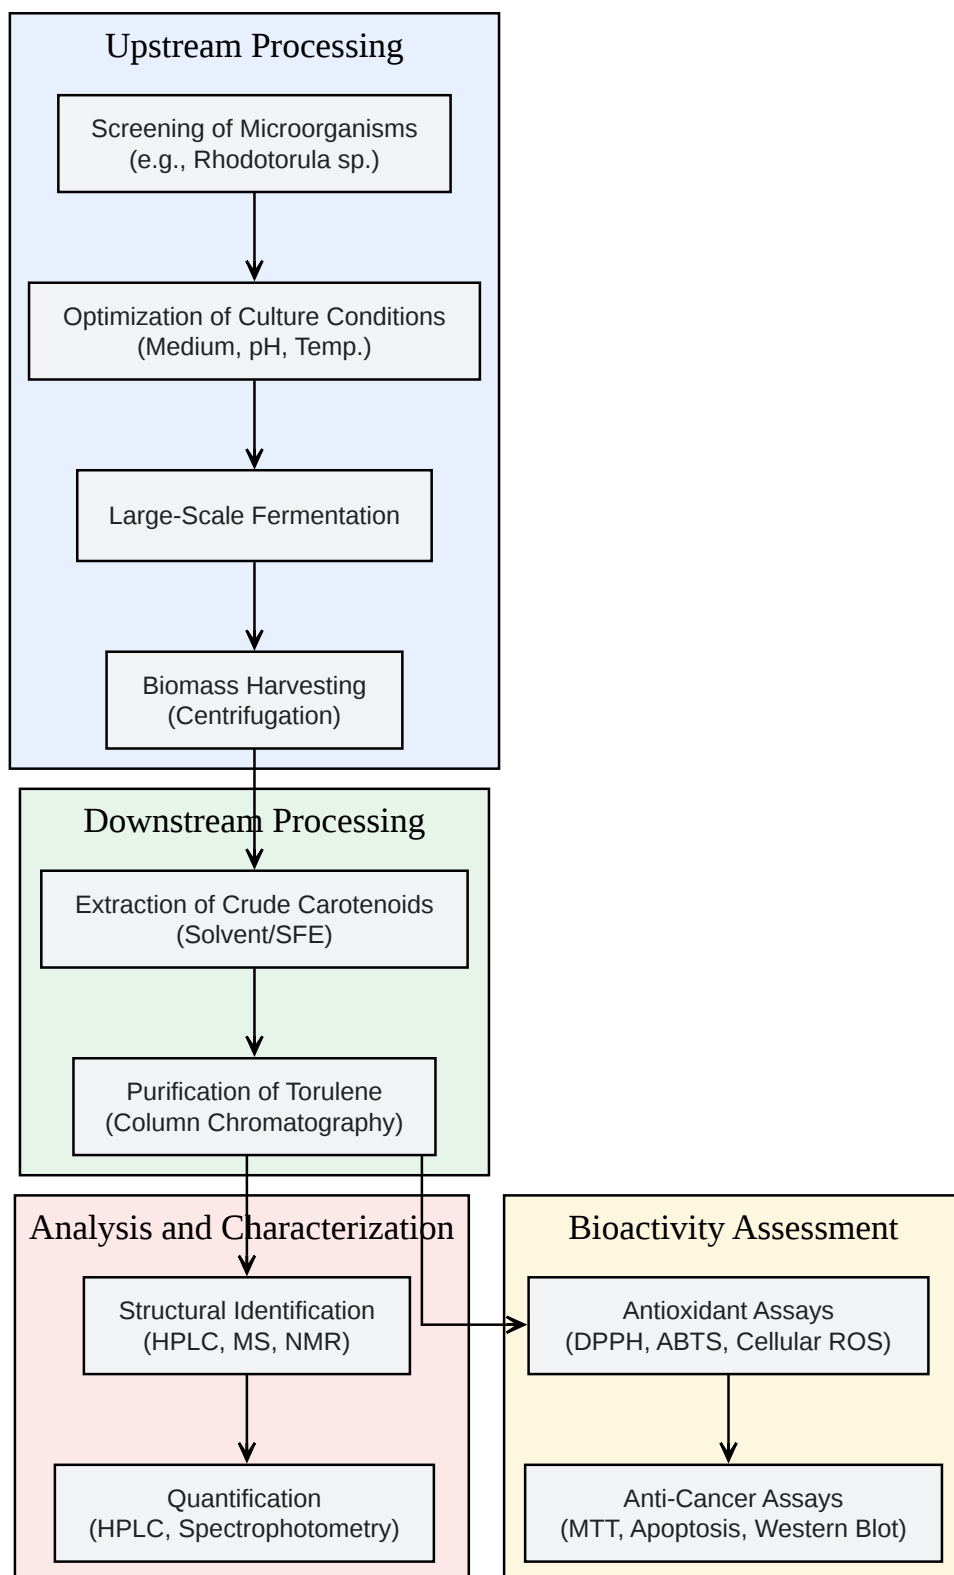 Upstream Processing
Screening of Microorganisms
(e.g., Rhodotorula sp.)
Optimization of Culture Conditions
(Medium, pH, Temp.)
Large-Scale Fermentation
Biomass Harvesting
(Centrifugation)
Downstream Processing
Extraction of Crude Carotenoids
(Solvent/SFE)
Purification of Torulene
(Column Chromatography)
Analysis and Characterization
Structural Identification
(HPLC, MS, NMR)
Quantification
(HPLC, Spectrophotometry)
Bioactivity Assessment
Antioxidant Assays
(DPPH, ABTS, Cellular ROS)
Anti-Cancer Assays
(MTT, Apoptosis, Western Blot)